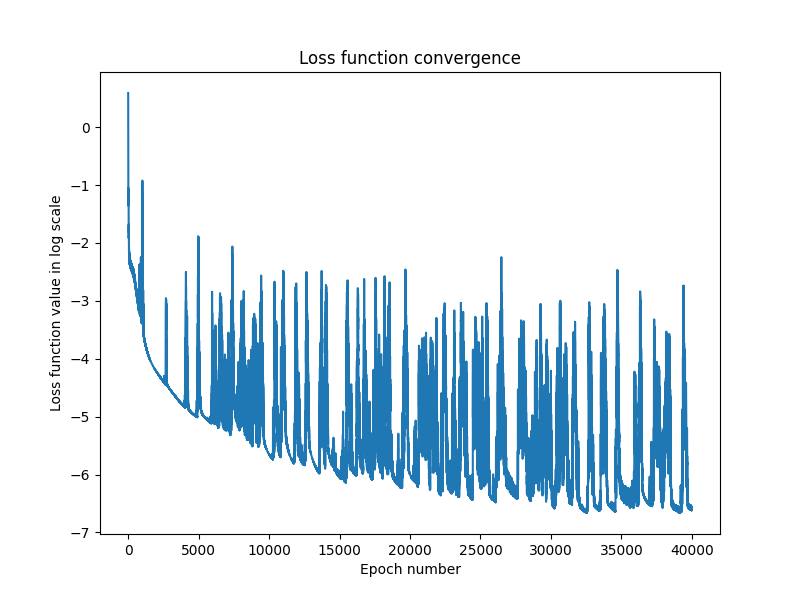 Loss function convergence
Loss function value in log scale
0
−1
−2
−3
−4
−5
−6
−7
0 5000 10000 15000 20000 25000 30000 35000 40000
Epoch number